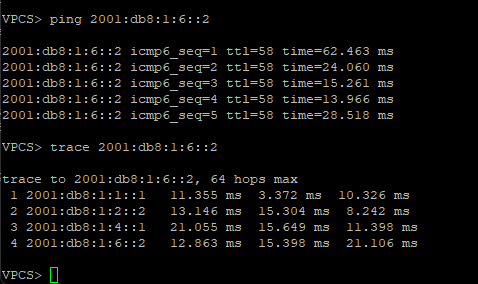 VPCS> ping 2001:db8:1:6::2
2001:db8:1:6::2 icmp6_seq=1 ttl=58 time=62.463 ms
2001:db8:1:6::2 icmp6_seq=2 ttl=58 time=24.060 ms
2001:db8:1:6::2 icmp6_seq=3 ttl=58 time=15.261 ms
2001:db8:1:6::2 icmp6_seq=4 ttl=58 time=13.966 ms
2001:db8:1:6::2 icmp6_seq=5 ttl=58 time=28.518 ms
VPCS> trace 2001:db8:1:6::2
trace to 2001:db8:1:6::2, 64 hops max
 1 2001:db8:1:1::1   11.355 ms  3.372 ms  10.326 ms
 2 2001:db8:1:2::2   13.146 ms  15.304 ms  8.242 ms
 3 2001:db8:1:4::1   21.055 ms  15.649 ms  11.398 ms
 4 2001:db8:1:6::2   12.863 ms  15.398 ms  21.106 ms
VPCS>